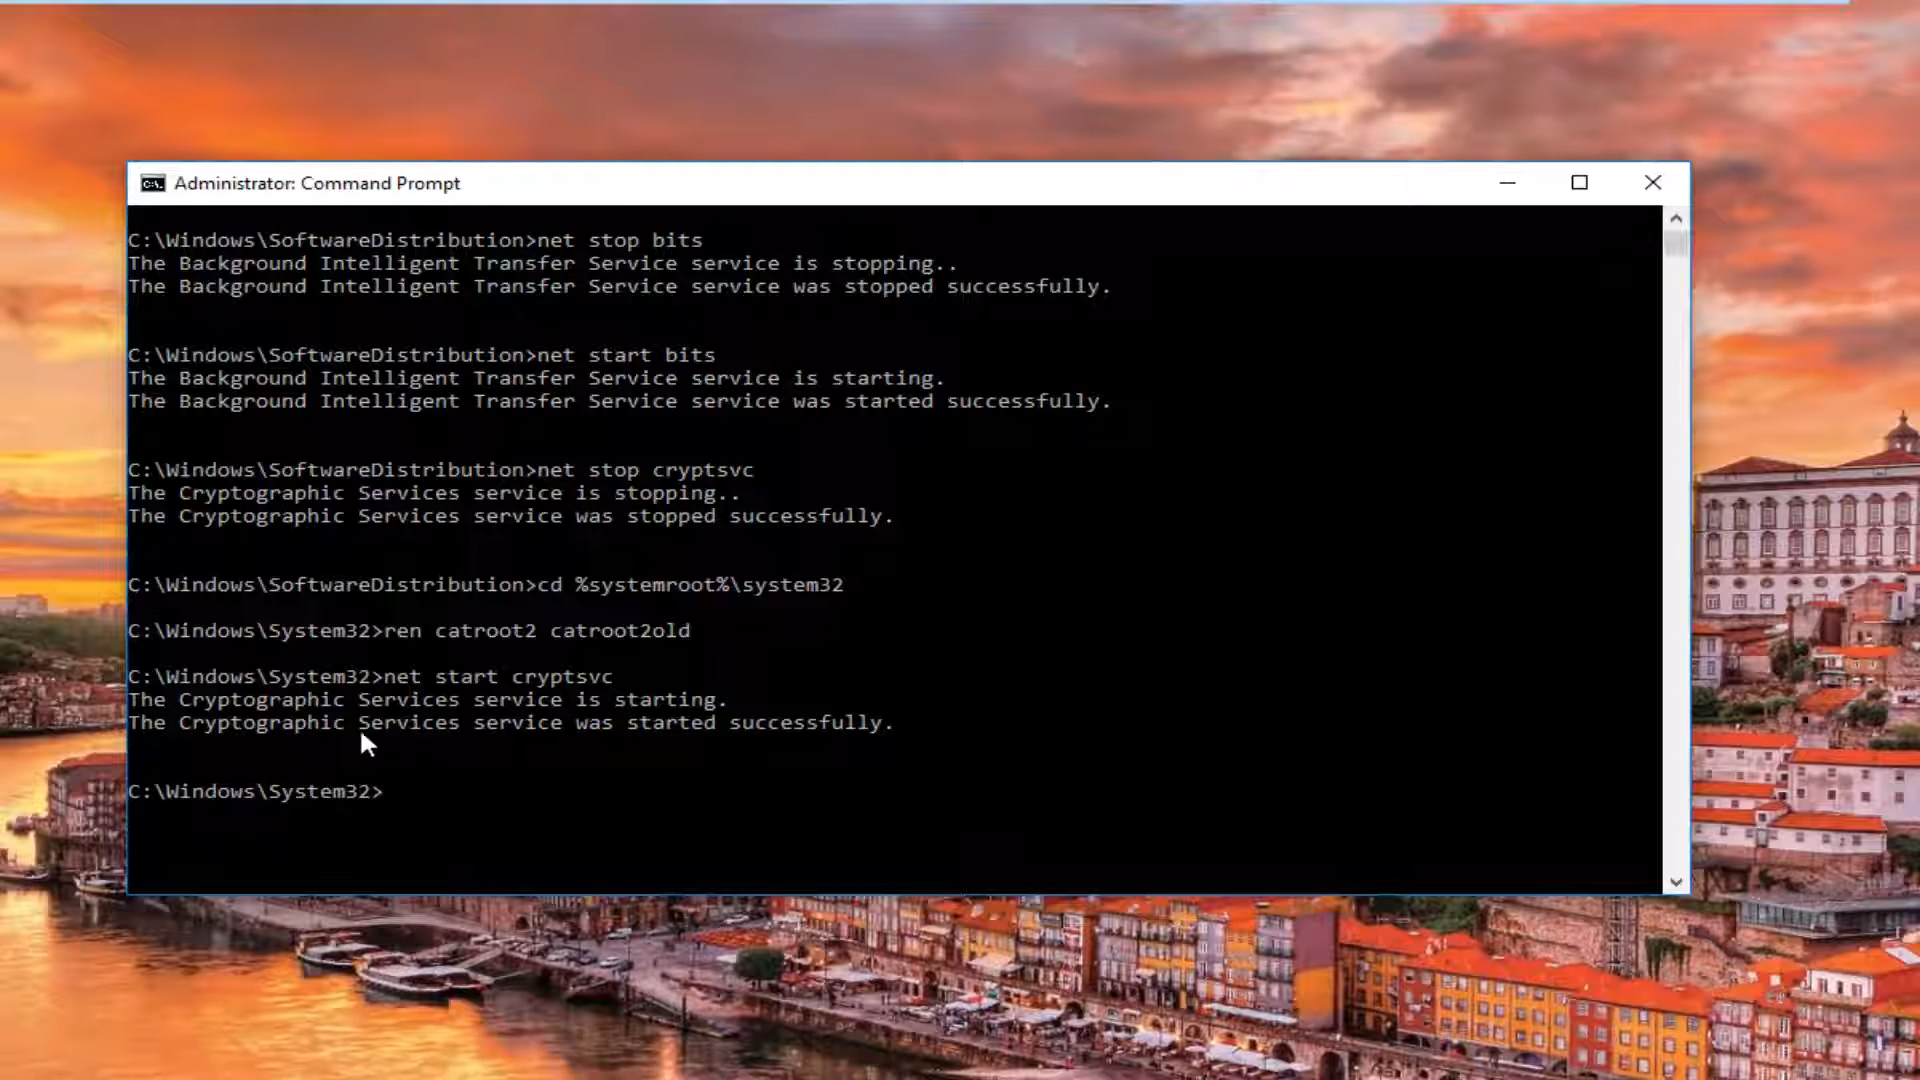 Administrator: Command Prompt
C:\Windows\SoftwareDistribution>net stop bits
The Background Intelligent Transfer Service service is stopping..
The Background Intelligent Transfer Service service was stopped successfully.
C:\Windows\SoftwareDistribution>net start bits
The Background Intelligent Transfer Service service is starting.
The Background Intelligent Transfer Service service was started successfully.
C:\Windows\SoftwareDistribution>net stop cryptsvc
The Cryptographic Services service is stopping..
The Cryptographic Services service was stopped successfully.
C:\Windows\SoftwareDistribution>cd %systemroot%\system32
C:\Windows\System32>ren catroot2 catroot2old
C:\Windows\System32>net start cryptsvc
The Cryptographic Services service is starting.
The Cryptographic Services service was started successfully.
C:\Windows\System32>